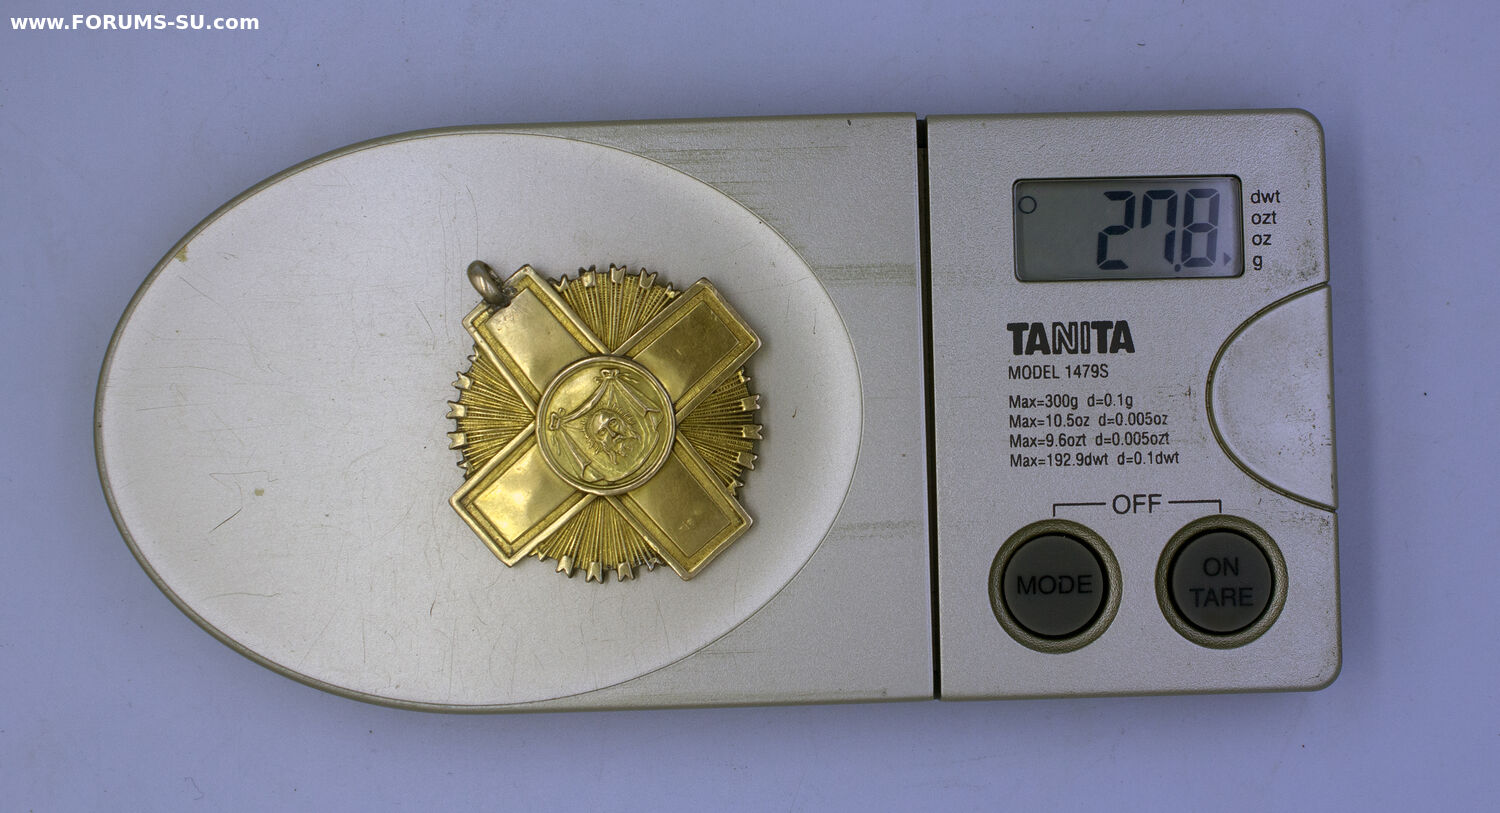 www.FORUMS-SU.com
27.8
dwt
ozt
oz
g
TANITA
MODEL 1479S
Max=300g d=0.1g
Max=10.5oz d=0.005oz
Max=9.6ozt d=0.005ozt
Max=192.9dwt d=0.1dwt
OFF
MODE
ON
TARE